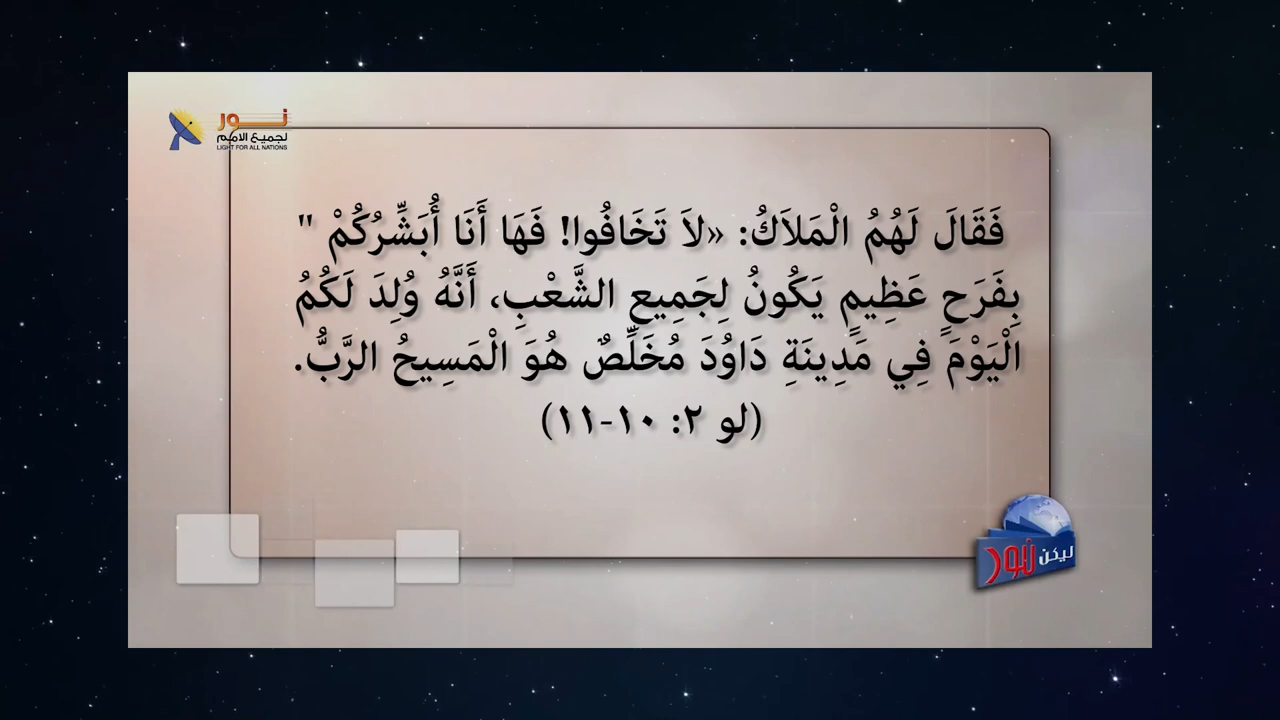 نـور
لجميع الامم
LIGHT FOR ALL NATIONS
فَقَالَ لَهُمُ الْمَلاَكُ: «لاَ تَخَافُوا! فَهَا أَنَا أُبَشِّرُكُمْ "
بِفَرَحٍ عَظِيمٍ يَكُونُ لِجَمِيعِ الشَّعْبِ، أَنَّهُ وُلِدَ لَكُمُ
الْيَوْمَ فِي مَدِينَةِ دَاوُدَ مُخَلِّصٌ هُوَ الْمَسِيحُ الرَّبُّ.
(لو ٢: ١٠-١١)
ليكن نور